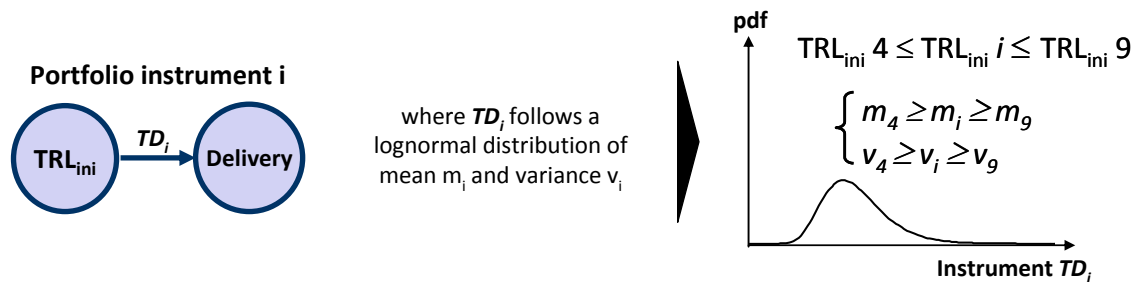 Portfolio instrument i
TRL_ini
TD_i
Delivery
where TD_i follows a
lognormal distribution of
mean m_i and variance v_i
pdf
TRL_ini 4 ≤ TRL_ini i ≤ TRL_ini 9
m_4 ≥ m_i ≥ m_9
v_4 ≥ v_i ≥ v_9
Instrument TD_i